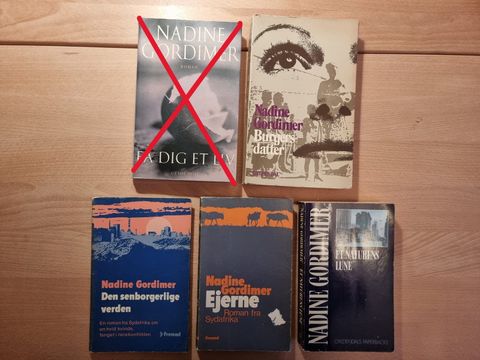 NADINE
GORDIMER
ROMAN
FÅ DIG ET LIV
GYLDENDAL
Nadine
Gordimer
Burgers
datter
Nadine Gordimer
Den senborgerlige
verden
En roman fra Sydafrika om
en hvid kvinde,
fanget i racekonflikten
Fremad
Nadine
Gordimer
Ejerne
Roman fra
Sydafrika
Fremad
NADINE GORDIMER
ET NATURENS
LUNE
GYLDENDALS PAPERBACKS